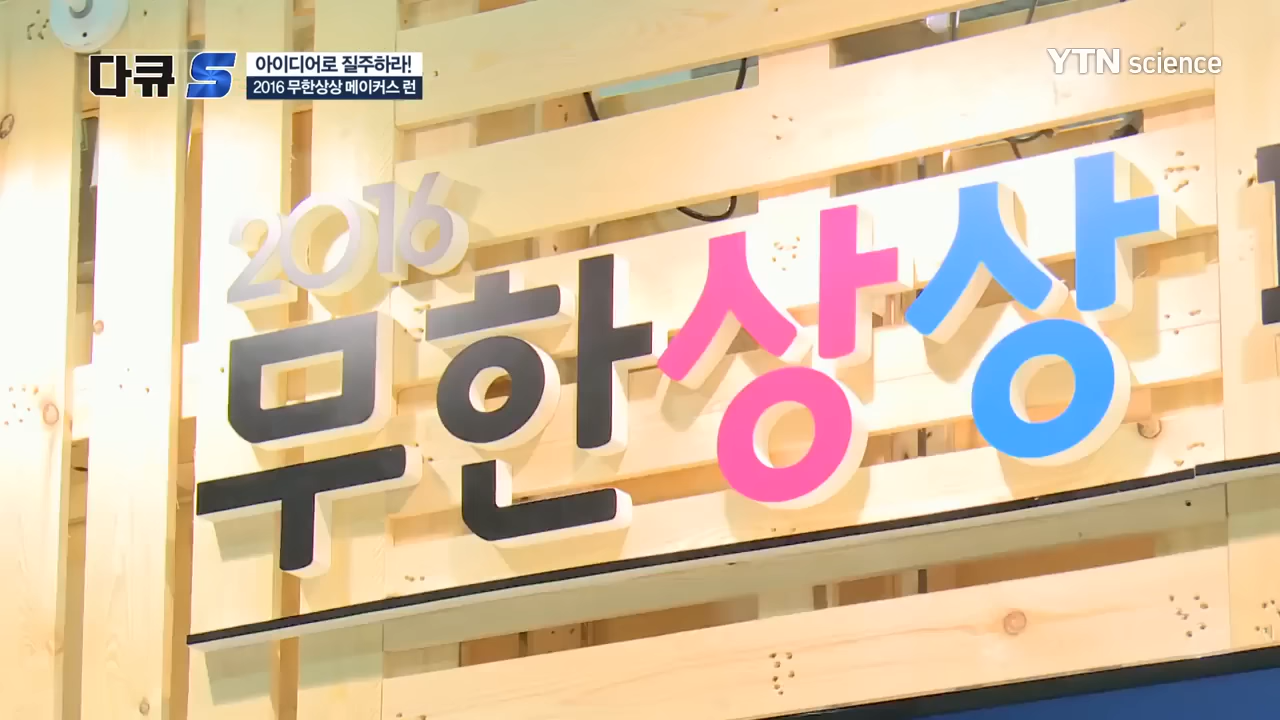 다큐 S
아이디어로 질주하라!
2016 무한상상 메이커스 런
YTN science
2016
무한상상